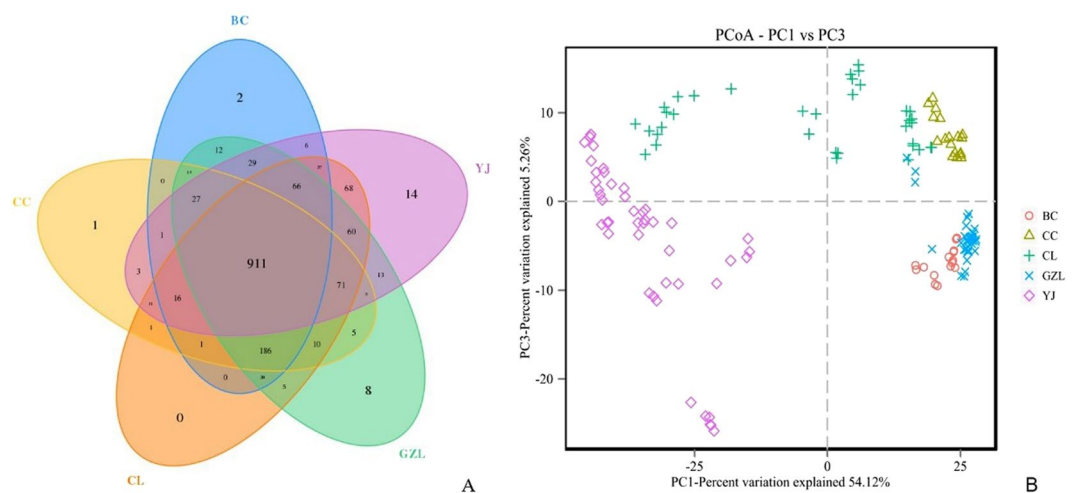 BC
2
YJ
14
CC
1
12
29
6
0
27
66
68
1
60
911
3
13
71
16
1
1
186
10
5
0
5
8
0
CL
GZL
A
PCoA - PC1 vs PC3
PC3-Percent variation explained 5.26%
10
0
-10
-20
-25
0
25
PC1-Percent variation explained 54.12%
BC
CC
CL
GZL
YJ
B